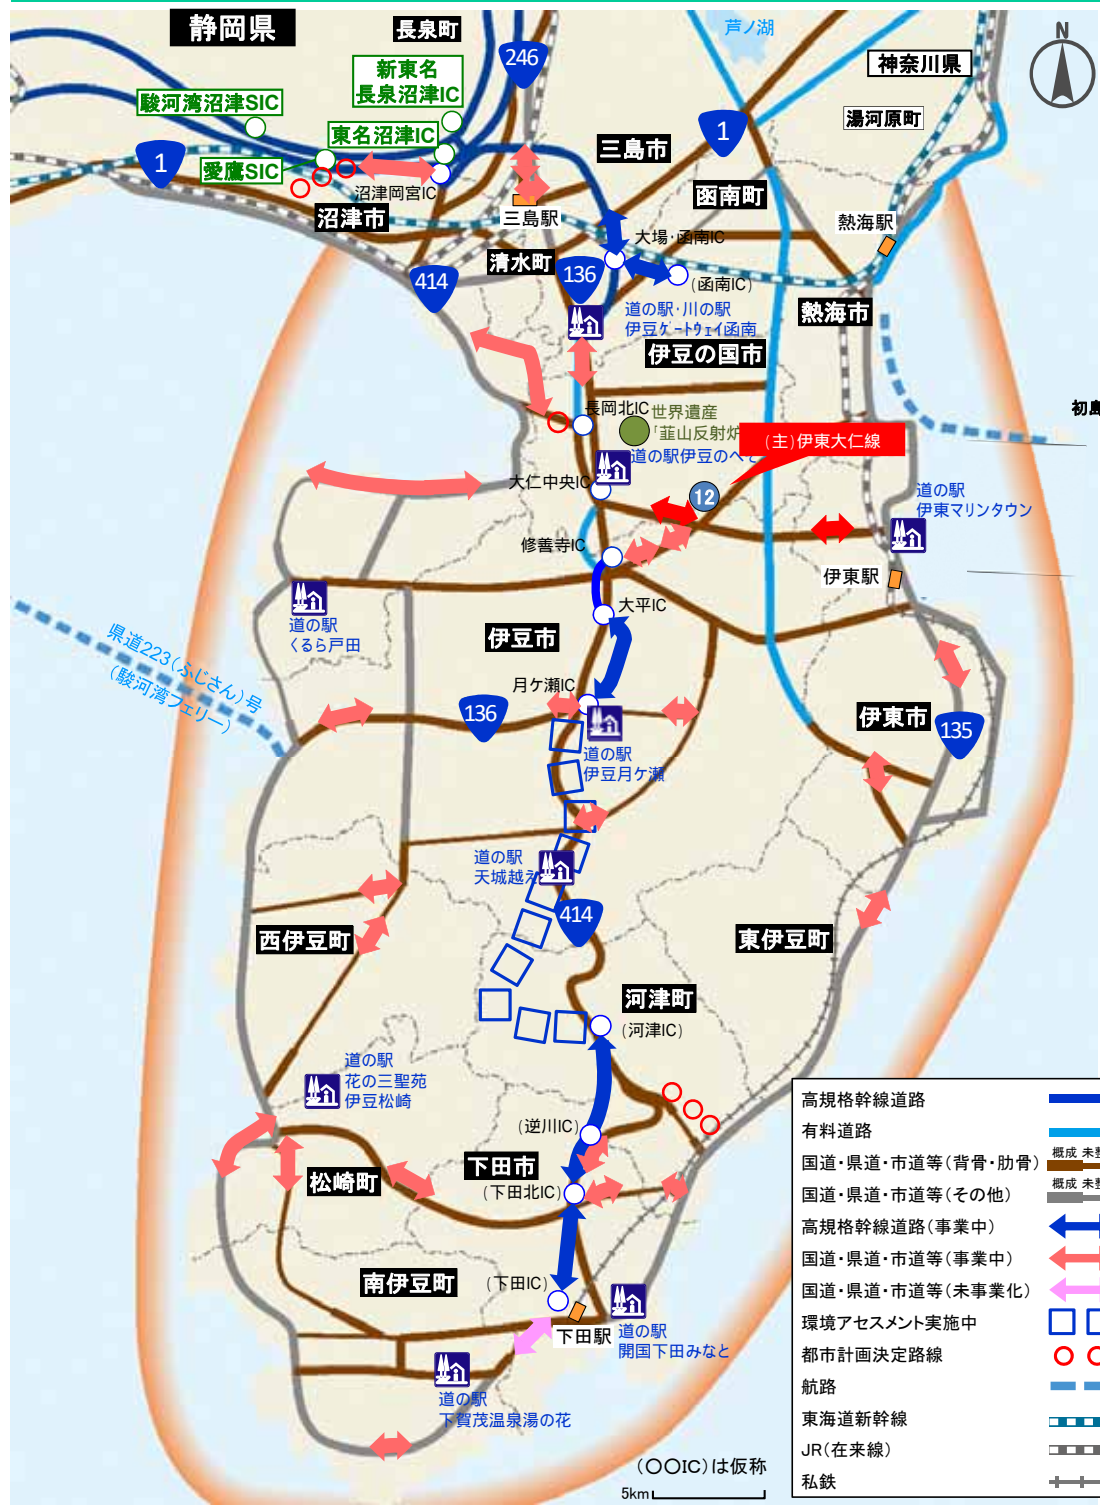 静岡県
長泉町
246
芦ノ湖
神奈川県
N
新東名
長泉沼津IC
駿河湾沼津SIC
東名沼津IC
湯河原町
1
1
三島市
愛鷹SIC
沼津岡宮IC
函南町
沼津市
三島駅
熱海駅
大場・函南IC
清水町
136
(函南IC)
414
道の駅・川の駅
伊豆ゲートウェイ函南
熱海市
伊豆の国市
長岡北IC
世界遺産
「韮山反射炉
(主)伊東大仁線
道の駅伊豆のへそ
大仁中央IC
12
道の駅
伊東マリンタウン
修善寺IC
伊東駅
大平IC
道の駅
くるら戸田
伊豆市
県道223(ふじさん)号
(駿河湾フェリー)
月ケ瀬IC
136
伊東市
135
道の駅
伊豆月ケ瀬
道の駅
天城越え
414
西伊豆町
東伊豆町
河津町
(河津IC)
道の駅
花の三聖苑
伊豆松崎
(逆川IC)
下田市
松崎町
(下田北IC)
南伊豆町
(下田IC)
下田駅
道の駅
開国下田みなと
道の駅
下賀茂温泉湯の花
(〇〇IC)は仮称
5km
高規格幹線道路
有料道路
国道・県道・市道等(背骨・肋骨)
概成 未整
国道・県道・市道等(その他)
概成 未整
高規格幹線道路(事業中)
国道・県道・市道等(事業中)
国道・県道・市道等(未事業化)
環境アセスメント実施中
都市計画決定路線
航路
東海道新幹線
JR(在来線)
私鉄